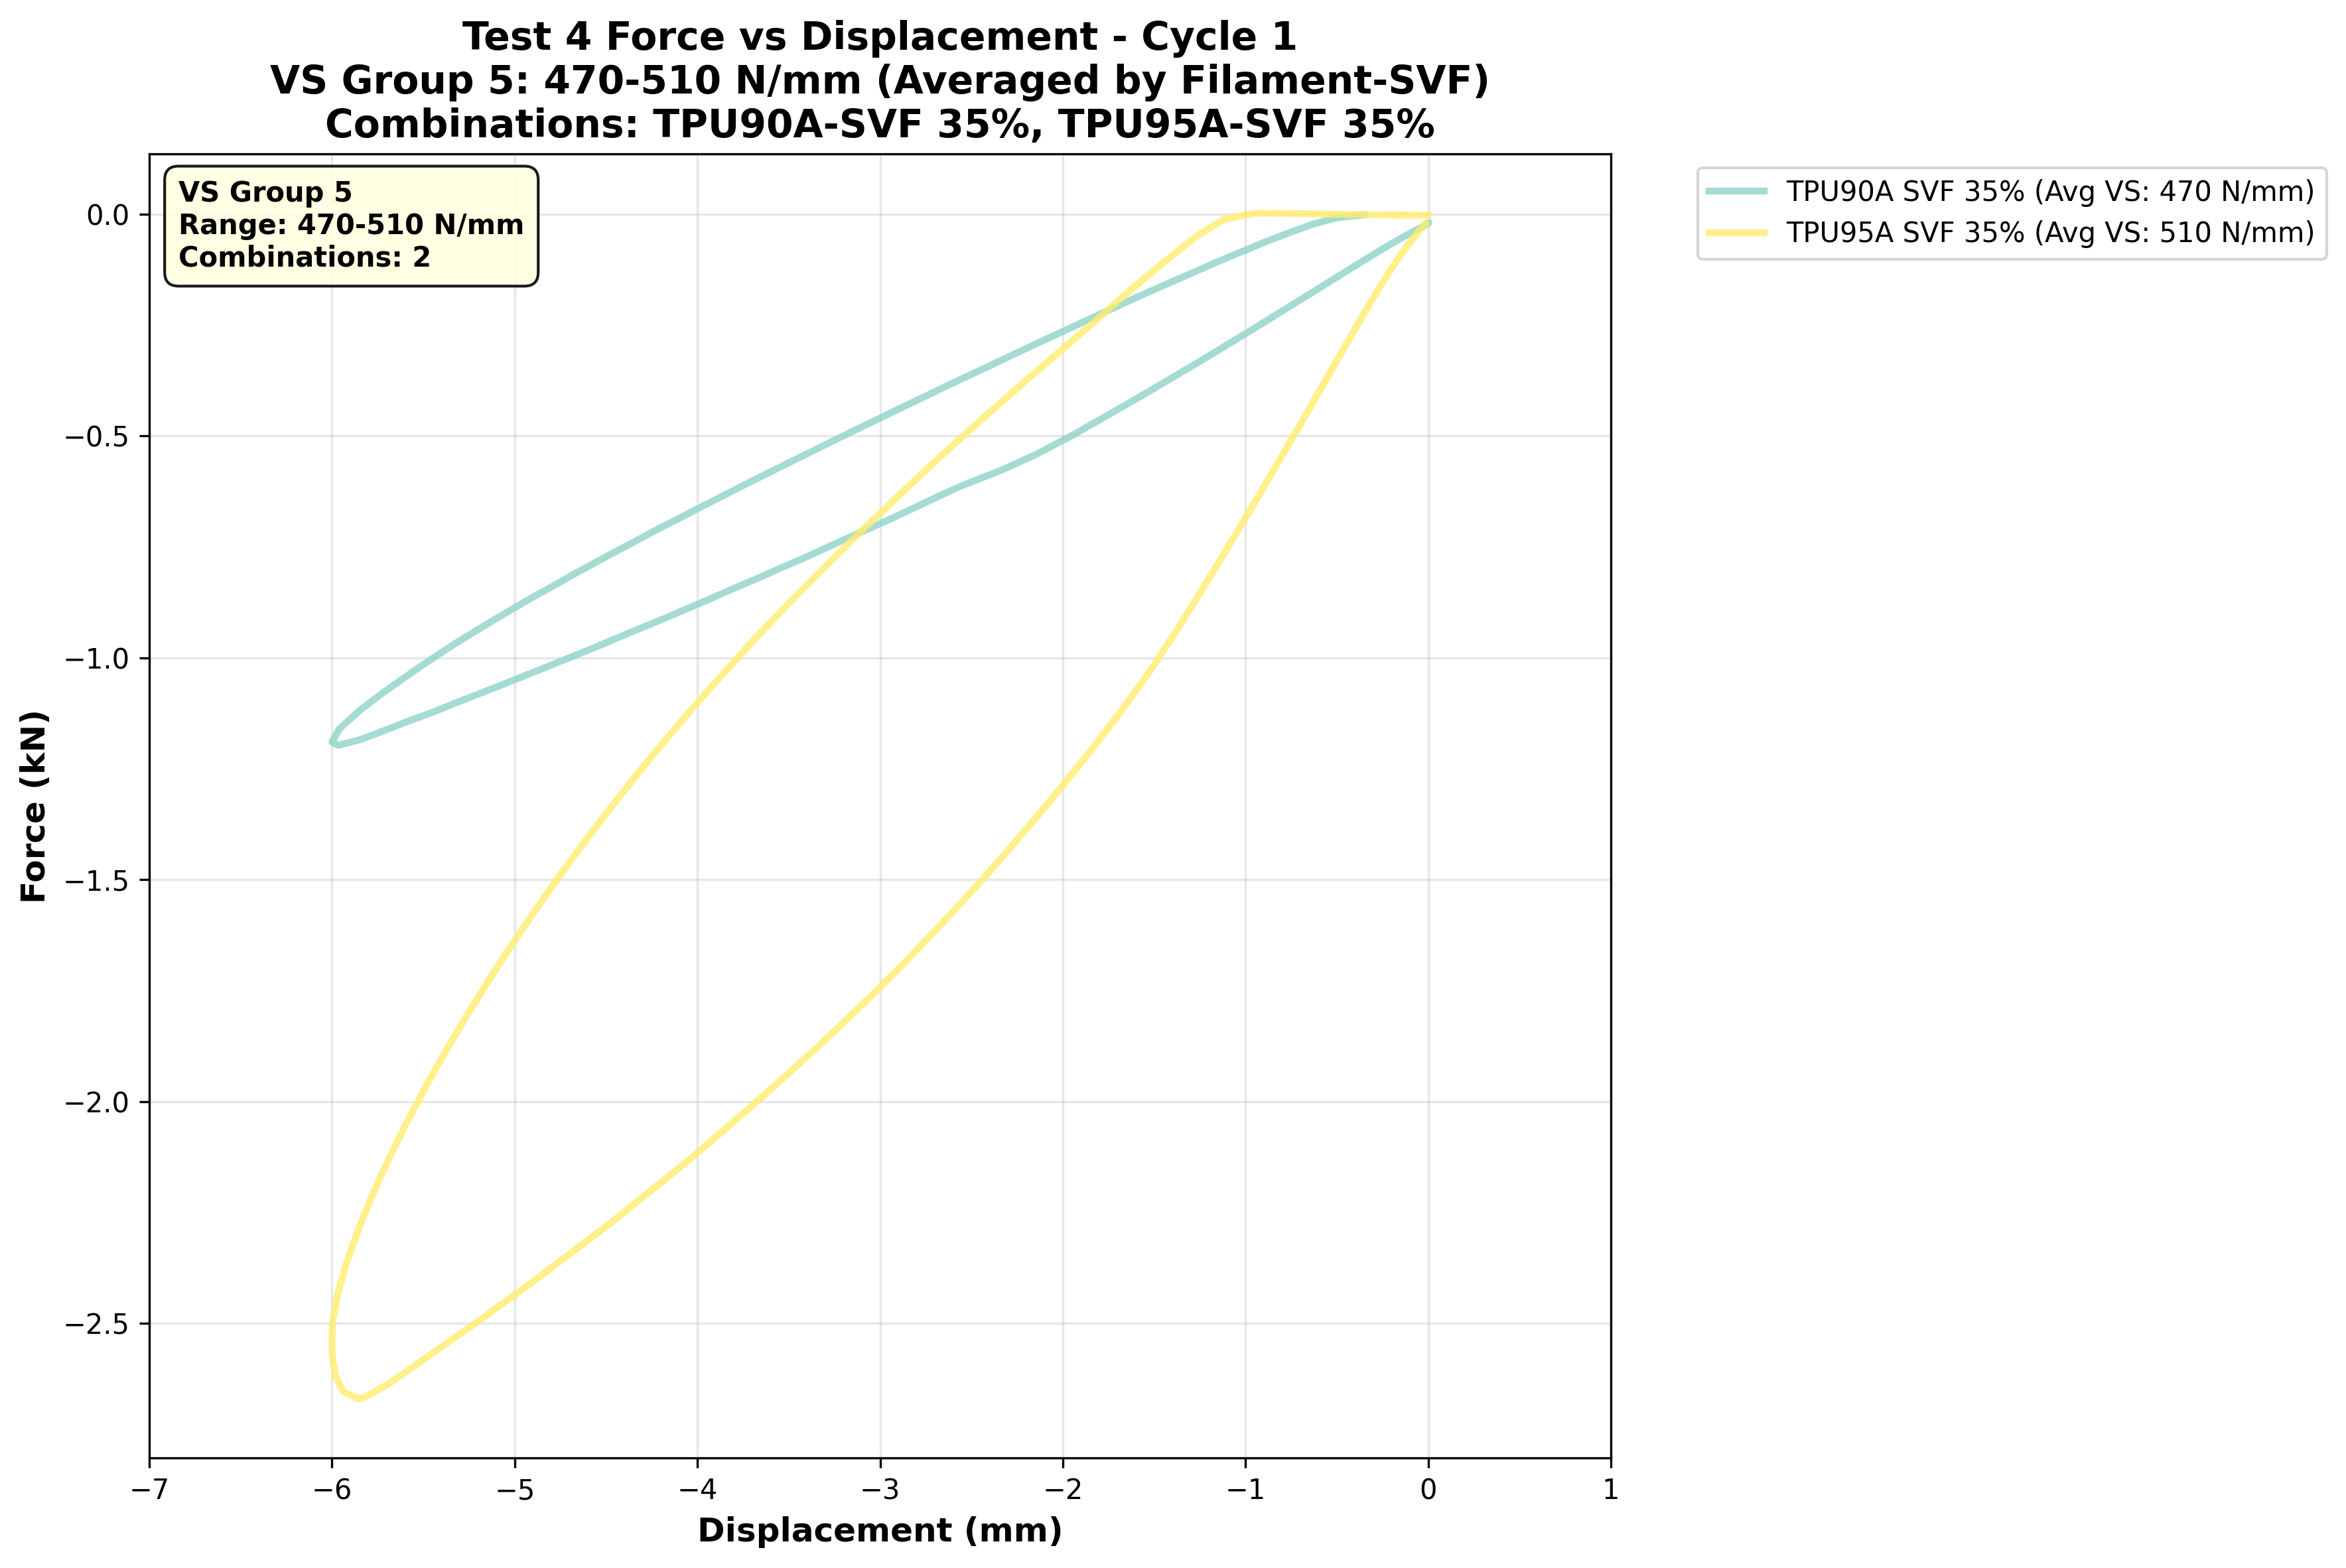 Test 4 Force vs Displacement - Cycle 1
VS Group 5: 470-510 N/mm (Averaged by Filament-SVF)
Combinations: TPU90A-SVF 35%, TPU95A-SVF 35%
VS Group 5
Range: 470-510 N/mm
Combinations: 2
TPU90A SVF 35% (Avg VS: 470 N/mm)
TPU95A SVF 35% (Avg VS: 510 N/mm)
Force (kN)
0.0
−0.5
−1.0
−1.5
−2.0
−2.5
−7 −6 −5 −4 −3 −2 −1 0 1
Displacement (mm)